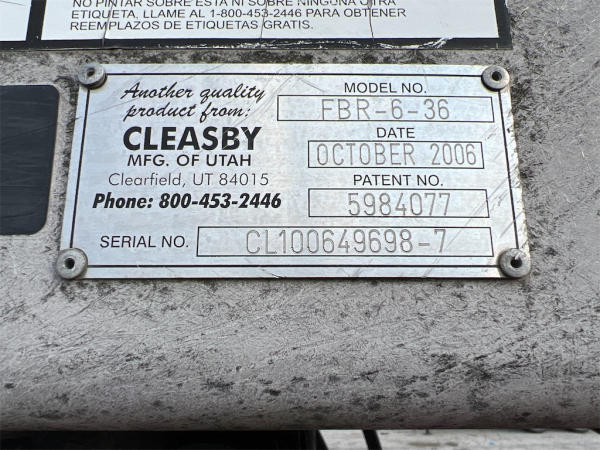 NO PINTAR SOBRE ESTA NI SOBRE NINGUNA OTRA
ETIQUETA, LLAME AL 1-800-453-2446 PARA OBTENER
REEMPLAZOS DE ETIQUETAS GRATIS.
Another quality
product from:
CLEASBY
MFG. OF UTAH
Clearfield, UT 84015
Phone: 800-453-2446
MODEL NO.
FBR-6-36
DATE
OCTOBER 2006
PATENT NO.
5984077
SERIAL NO. CL100649698-7